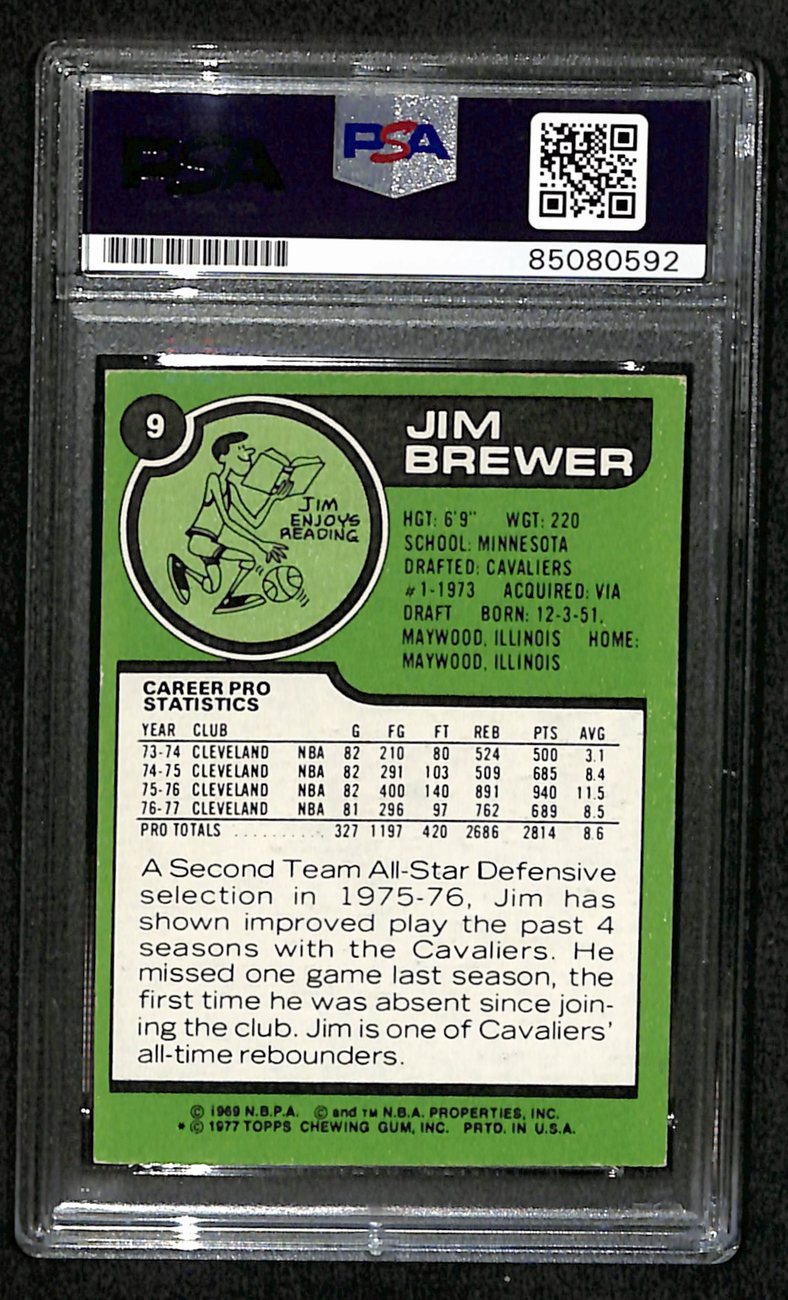 PSA PSA
85080592
9
JIM
BREWER
JIM
ENJOYS
READING
HGT: 6'9" WGT: 220
SCHOOL: MINNESOTA
DRAFTED: CAVALIERS
#1-1973 ACQUIRED: VIA
DRAFT BORN: 12-3-51,
MAYWOOD, ILLINOIS HOME:
MAYWOOD, ILLINOIS
CAREER PRO
STATISTICS
YEAR CLUB G FG FT REB PTS AVG
73-74 CLEVELAND NBA 82 210 80 524 500 3.1
74-75 CLEVELAND NBA 82 291 103 509 685 8.4
75-76 CLEVELAND NBA 82 400 140 891 940 11.5
76-77 CLEVELAND NBA 81 296 97 762 689 8.5
PRO TOTALS .......... 327 1197 420 2686 2814 8.6
A Second Team All-Star Defensive
selection in 1975-76, Jim has
shown improved play the past 4
seasons with the Cavaliers. He
missed one game last season, the
first time he was absent since join-
ing the club. Jim is one of Cavaliers'
all-time rebounders.
© 1969 N.B.P.A. © and TM N.B.A. PROPERTIES, INC.
*© 1977 TOPPS CHEWING GUM, INC. PRTD. IN U.S.A.